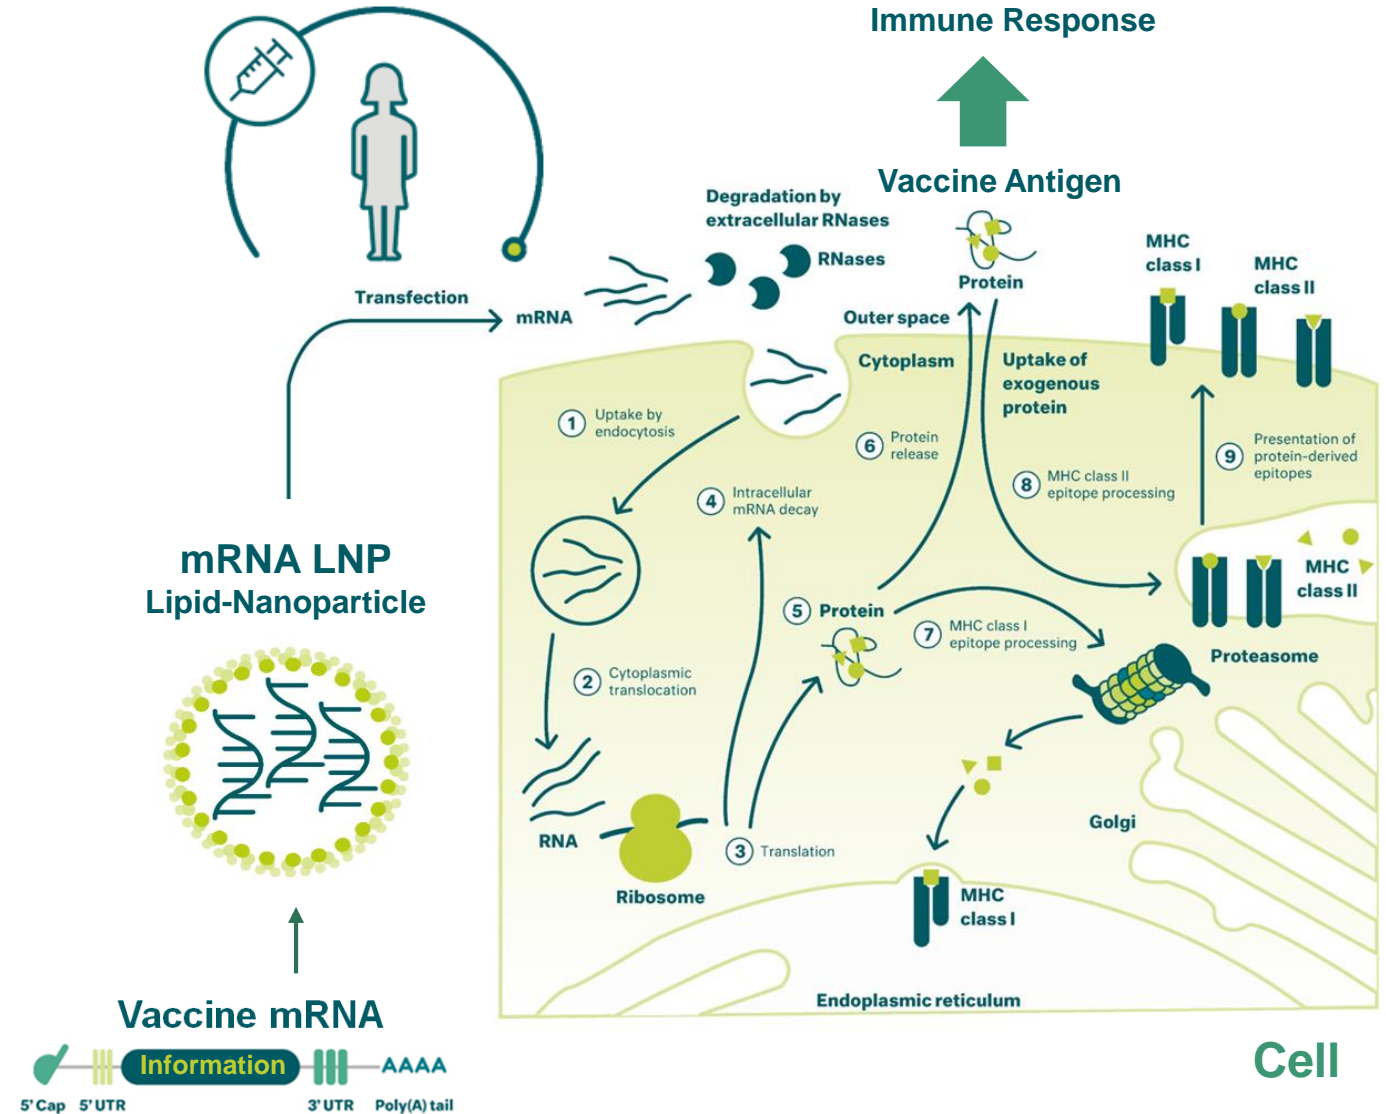 Immune Response
Vaccine Antigen
Degradation by
extracellular RNases
RNases
Protein
MHC
class I
MHC
class II
Transfection
mRNA
Outer space
Cytoplasm
Uptake of
exogenous
protein
1 Uptake by
endocytosis
6 Protein
release
9 Presentation of
protein-derived
epitopes
8 MHC class II
epitope processing
4 Intracellular
mRNA decay
mRNA LNP
Lipid-Nanoparticle
MHC
class II
5 Protein
7 MHC class I
epitope processing
Proteasome
2 Cytoplasmic
translocation
Golgi
RNA
3 Translation
Ribosome
MHC
class I
Endoplasmic reticulum
Vaccine mRNA
Information
AAAA
5' Cap 5' UTR 3' UTR Poly(A) tail
Cell